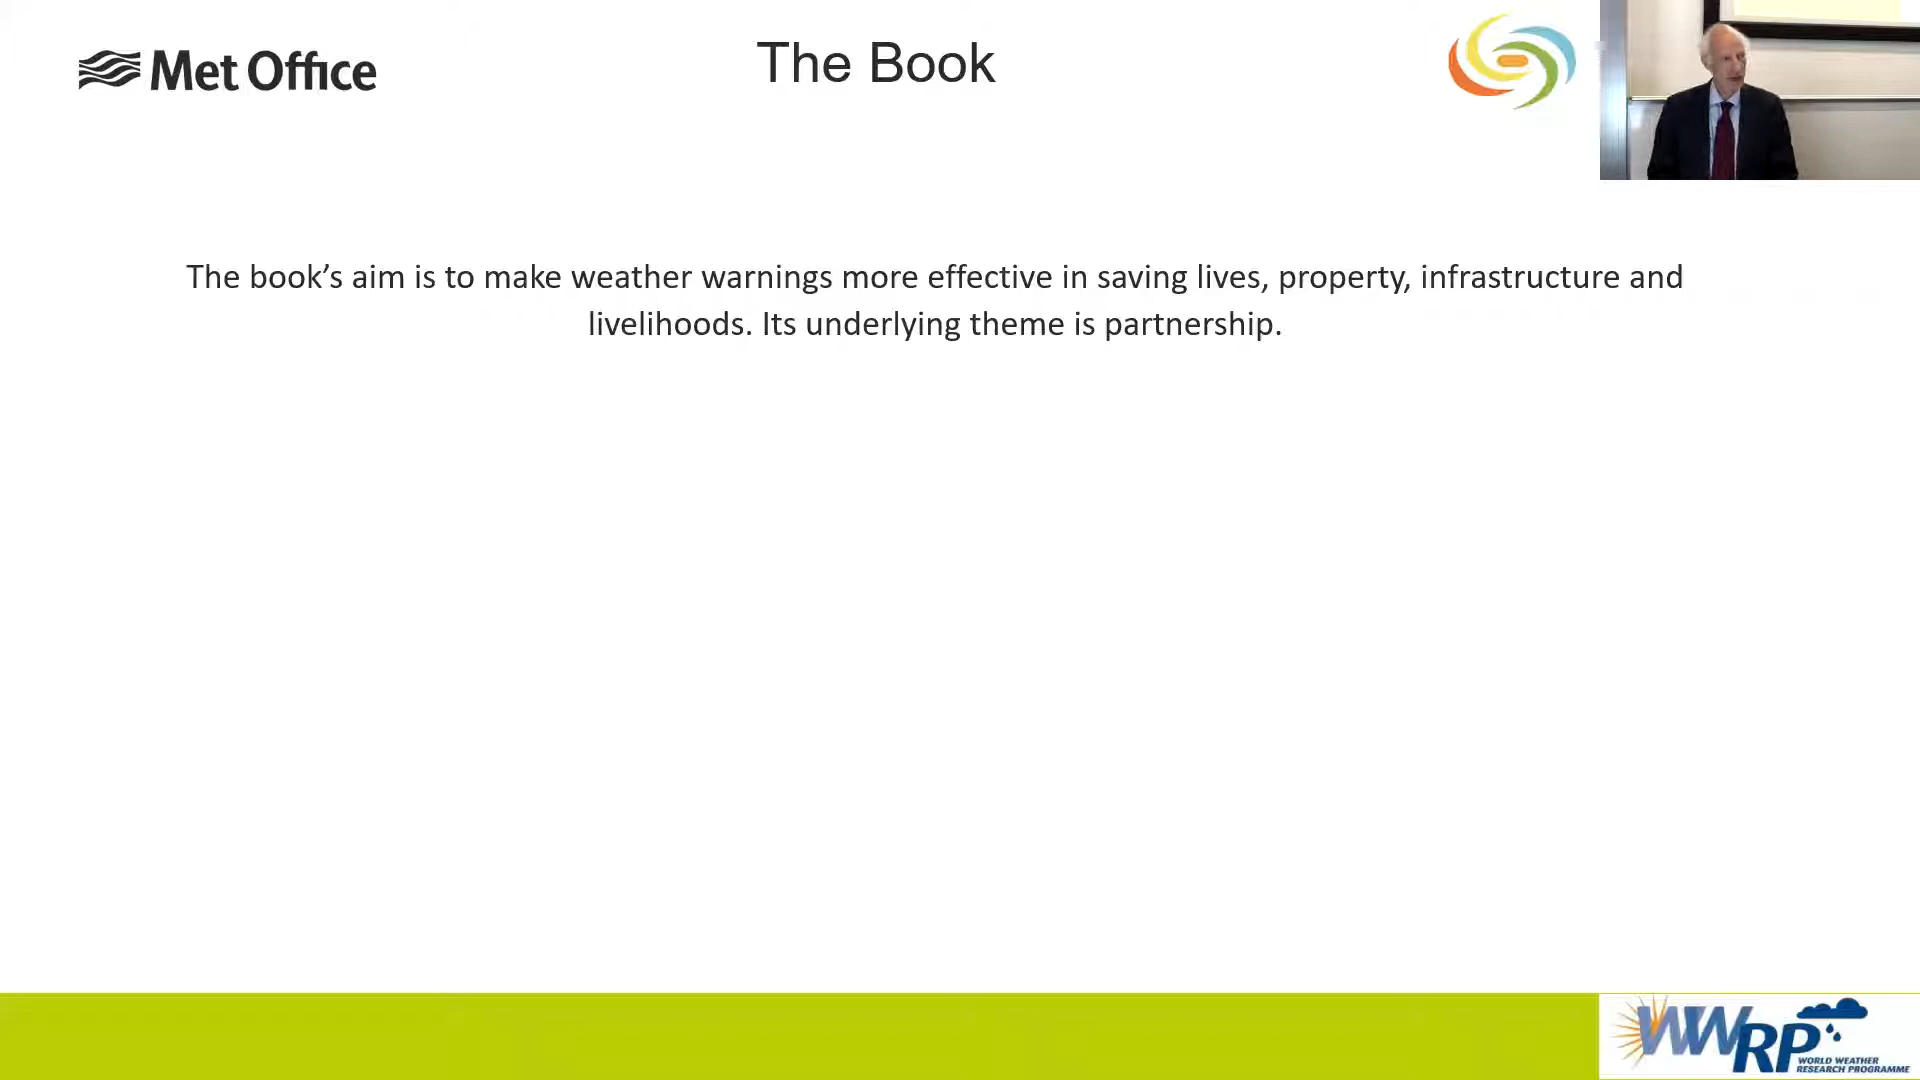 Met Office
The Book
The book’s aim is to make weather warnings more effective in saving lives, property, infrastructure and
livelihoods. Its underlying theme is partnership.
WWRP
WORLD WEATHER
RESEARCH PROGRAMME